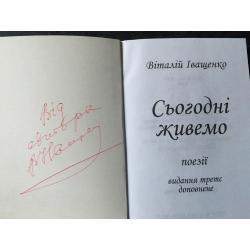 Від
автора
Віталій Іващенко
Сьогодні
живемо
поезії
видання третє
доповнене